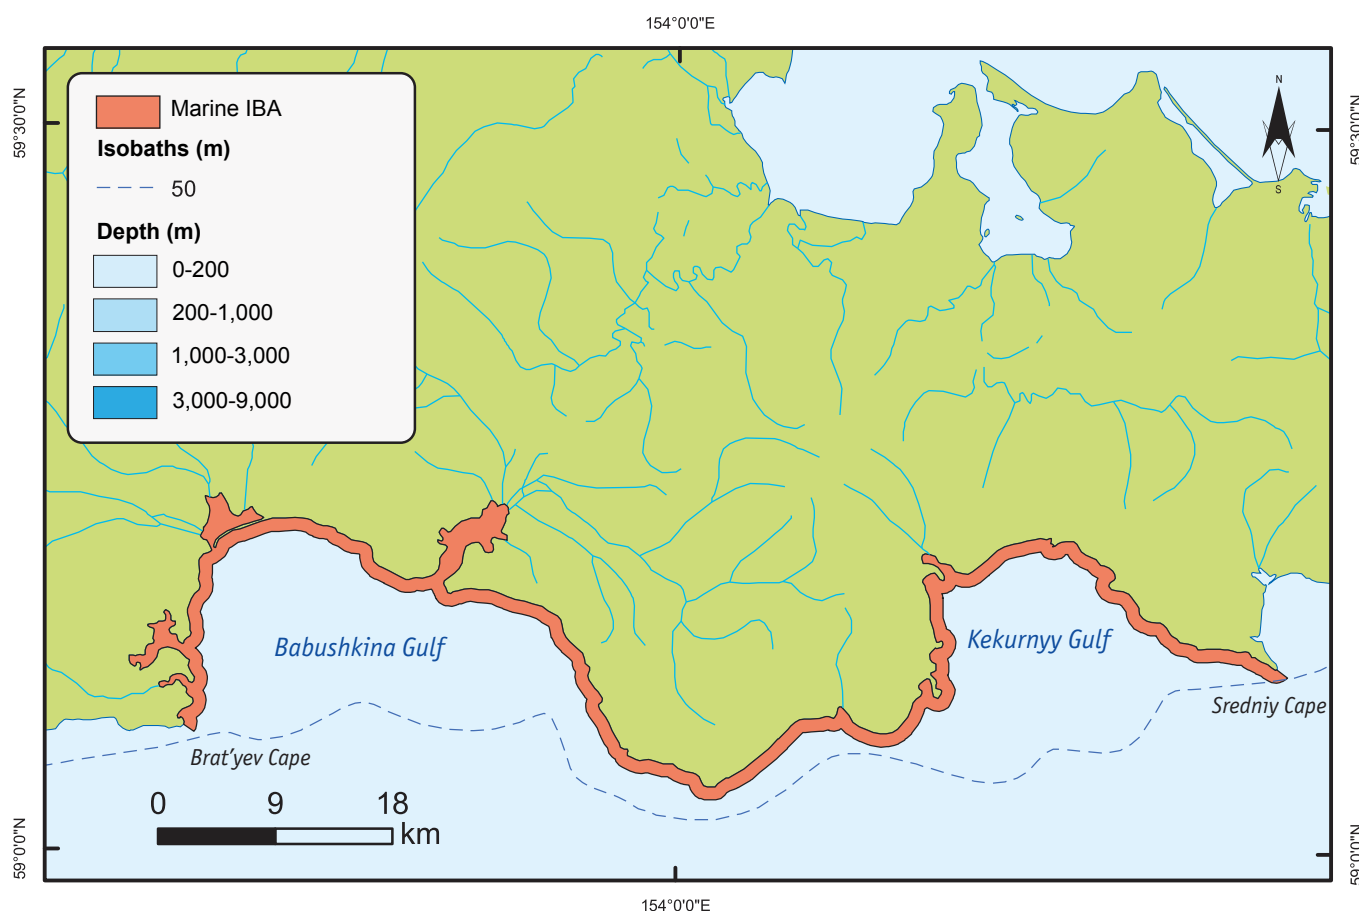 154°0'0"E
59°30'0"N
59°30'0"N
N
S
Marine IBA
Isobaths (m)
50
Depth (m)
0-200
200-1,000
1,000-3,000
3,000-9,000
Babushkina Gulf
Kekurnyy Gulf
Sredniy Cape
Brat'yev Cape
0 9 18
km
59°0'0"N
59°0'0"N
154°0'0"E